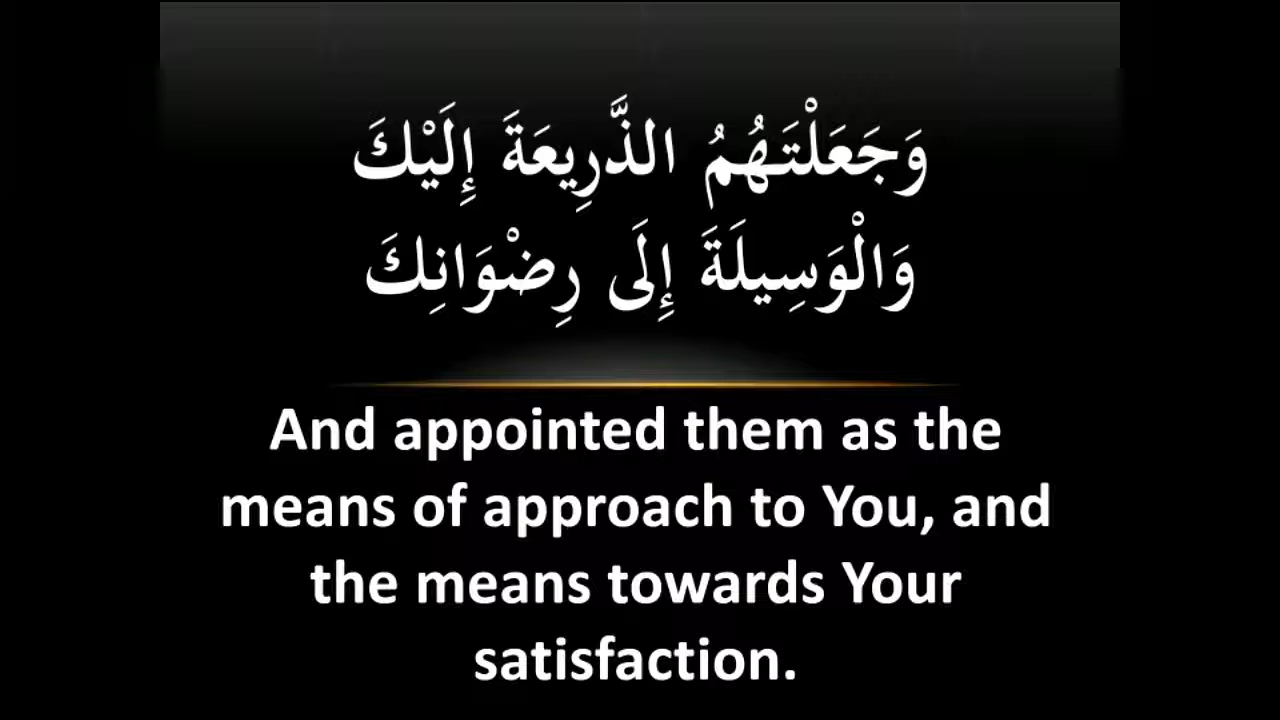 وَجَعَلْتَهُمُ الذَّرِيعَةَ إِلَيْكَ
وَالْوَسِيلَةَ إِلَى رِضْوَانِكَ
And appointed them as the
means of approach to You, and
the means towards Your
satisfaction.